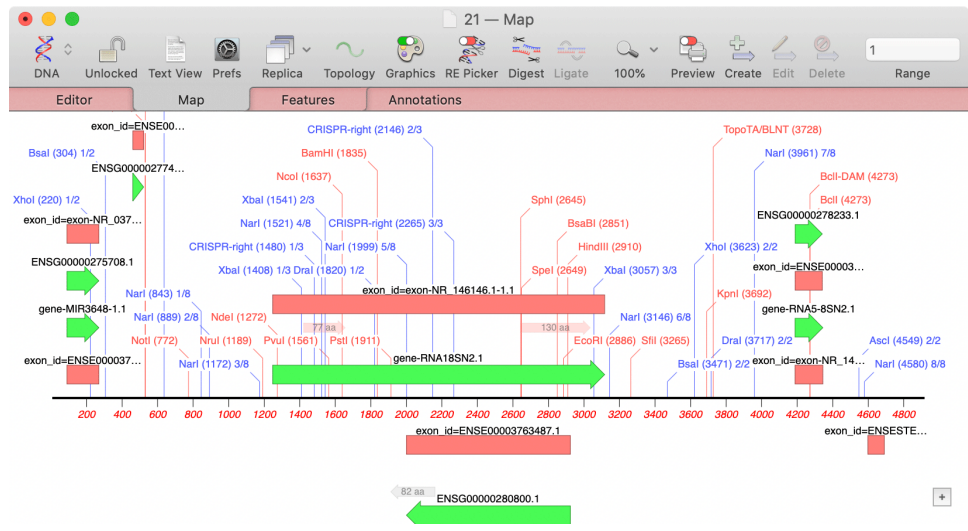 21 — Map
DNA Unlocked Text View Prefs Replica Topology Graphics RE Picker Digest Ligate 100% Preview Create Edit Delete 1 Range
Editor Map Features Annotations
exon_id=ENSE00... CRISPR-right (2146) 2/3 TopoTA/BLNT (3728)
BsaI (304) 1/2 BamHI (1835) NarI (3961) 7/8
ENSG000002774... NcoI (1637) BclI-DAM (4273)
XhoI (220) 1/2 XbaI (1541) 2/3 SphI (2645) BclI (4273)
exon_id=exon-NR_037... NarI (1521) 4/8 CRISPR-right (2265) 3/3 BsaBI (2851) ENSG00000278233.1
CRISPR-right (1480) 1/3 NarI (1999) 5/8 HindIII (2910) XhoI (3623) 2/2
ENSG00000275708.1 XbaI (1408) 1/3 DraI (1820) 1/2 SpeI (2649) XbaI (3057) 3/3 exon_id=ENSE00003...
NarI (843) 1/8 exon_id=exon-NR_146146.1-1.1 KpnI (3692)
gene-MIR3648-1.1 NarI (889) 2/8 NdeI (1272) 77 aa 130 aa NarI (3146) 6/8 gene-RNA5-8SN2.1
NotI (772) NruI (1189) PvuI (1561) PstI (1911) EcoRI (2886) SfiI (3265) DraI (3717) 2/2 AscI (4549) 2/2
exon_id=ENSE000037... NarI (1172) 3/8 gene-RNA18SN2.1 BsaI (3471) 2/2 exon_id=exon-NR_14... NarI (4580) 8/8
200 400 600 800 1000 1200 1400 1600 1800 2000 2200 2400 2600 2800 3000 3200 3400 3600 3800 4000 4200 4400 4600 4800
exon_id=ENSE00003763487.1 exon_id=ENSESTE...
82 aa ENSG00000280800.1
+